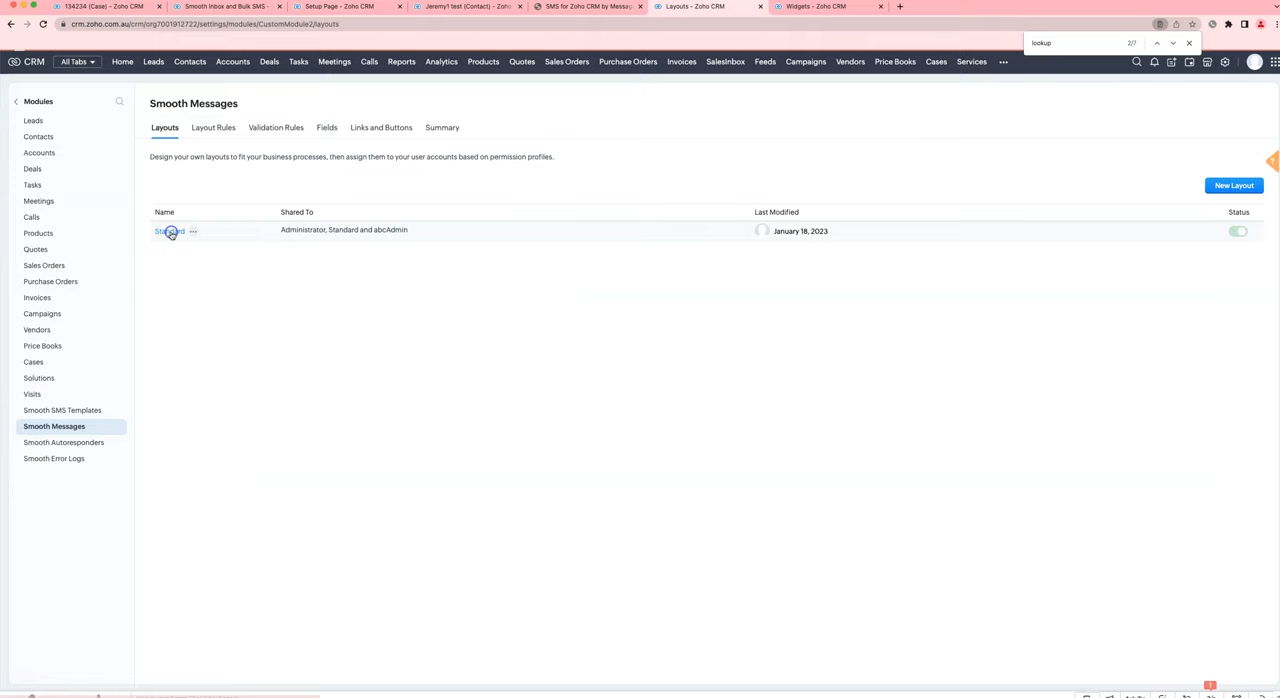 134234 (Case) - Zoho CRM
Smooth Inbox and Bulk SMS -
Setup Page - Zoho CRM
Jeremy1 test (Contact) - Zoho
SMS for Zoho CRM by Messag
Layouts - Zoho CRM
Widgets - Zoho CRM
crm.zoho.com.au/crm/org7001912722/settings/modules/CustomModule2/layouts
lookup
2/7
CRM
All Tabs
Home Leads Contacts Accounts Deals Tasks Meetings Calls Reports Analytics Products Quotes Sales Orders Purchase Orders Invoices SalesInbox Feeds Campaigns Vendors Price Books Cases Services
Modules
Leads
Contacts
Accounts
Deals
Tasks
Meetings
Calls
Products
Quotes
Sales Orders
Purchase Orders
Invoices
Campaigns
Vendors
Price Books
Cases
Solutions
Visits
Smooth SMS Templates
Smooth Messages
Smooth Autoresponders
Smooth Error Logs
Smooth Messages
Layouts Layout Rules Validation Rules Fields Links and Buttons Summary
Design your own layouts to fit your business processes, then assign them to your user accounts based on permission profiles.
New Layout
Name Shared To Last Modified Status
Standard Administrator, Standard and abcAdmin January 18, 2023